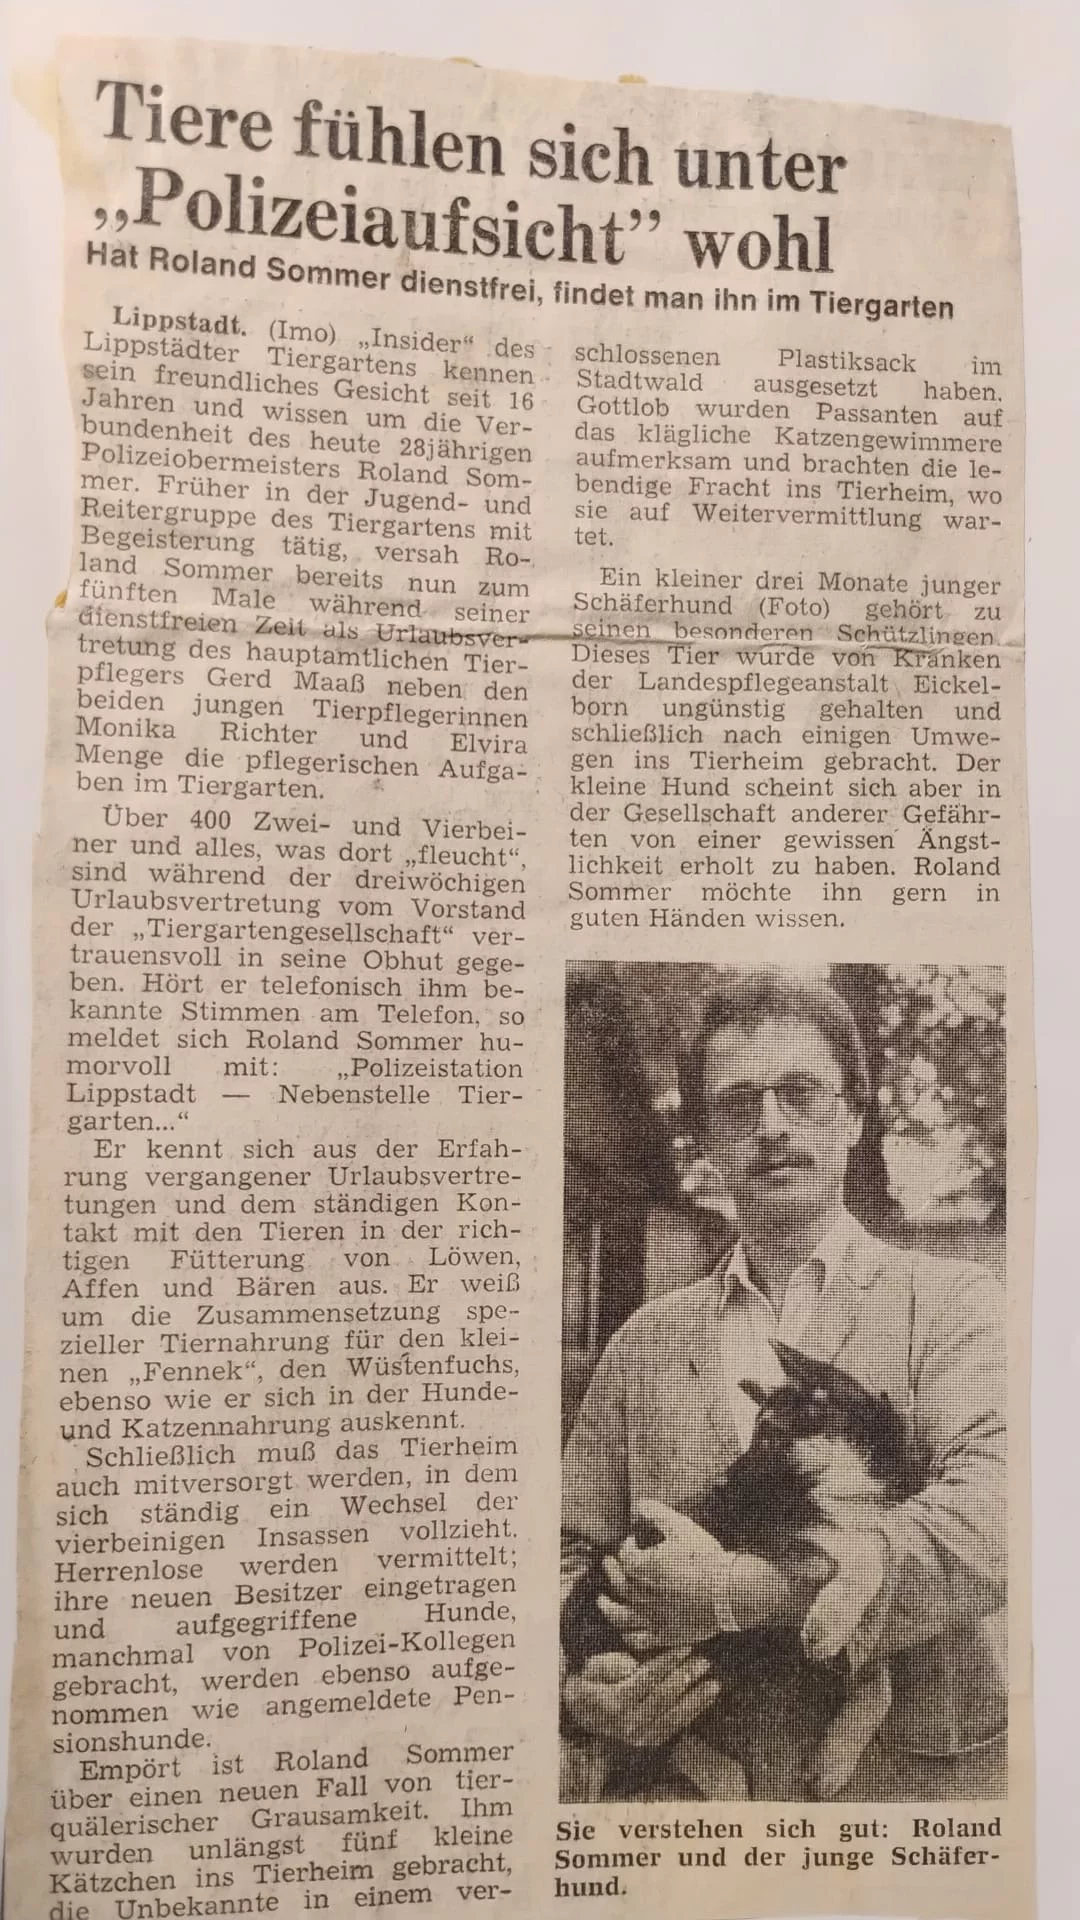 Tiere fühlen sich unter
„Polizeiaufsicht” wohl
Hat Roland Sommer dienstfrei, findet man ihn im Tiergarten
Lippstadt. (Imo) „Insider“ des
Lippstädter Tiergartens kennen
sein freundliches Gesicht seit 16
Jahren und wissen um die Ver-
bundenheit des heute 28jährigen
Polizeiobermeisters Roland Som-
mer. Früher in der Jugend- und
Reitergruppe des Tiergartens mit
Begeisterung tätig, versah Ro-
land Sommer bereits nun zum
fünften Male während seiner
dienstfreien Zeit als Urlaubsver-
tretung des hauptamtlichen Tier-
pflegers Gerd Maaß neben den
beiden jungen Tierpflegerinnen
Monika Richter und Elvira
Menge die pflegerischen Aufga-
ben im Tiergarten.
Über 400 Zwei- und Vierbei-
ner und alles, was dort „fleucht“,
sind während der dreiwöchigen
Urlaubsvertretung vom Vorstand
der „Tiergartengesellschaft“ ver-
trauensvoll in seine Obhut gege-
ben. Hört er telefonisch ihm be-
kannte Stimmen am Telefon, so
meldet sich Roland Sommer hu-
morvoll mit: „Polizeistation
Lippstadt — Nebenstelle Tier-
garten...“
Er kennt sich aus der Erfah-
rung vergangener Urlaubsvertre-
tungen und dem ständigen Kon-
takt mit den Tieren in der rich-
tigen Fütterung von Löwen,
Affen und Bären aus. Er weiß
um die Zusammensetzung spe-
zieller Tiernahrung für den klei-
nen „Fennek“, den Wüstenfuchs,
ebenso wie er sich in der Hunde-
und Katzennahrung auskennt.
Schließlich muß das Tierheim
auch mitversorgt werden, in dem
sich ständig ein Wechsel der
vierbeinigen Insassen vollzieht.
Herrenlose werden vermittelt;
ihre neuen Besitzer eingetragen
und aufgegriffene Hunde,
manchmal von Polizei-Kollegen
gebracht, werden ebenso aufge-
nommen wie angemeldete Pen-
sionshunde.
Empört ist Roland Sommer
über einen neuen Fall von tier-
quälerischer Grausamkeit. Ihm
wurden unlängst fünf kleine
Kätzchen ins Tierheim gebracht,
die Unbekannte in einem ver-
schlossenen Plastiksack im
Stadtwald ausgesetzt haben.
Gottlob wurden Passanten auf
das klägliche Katzengewimmere
aufmerksam und brachten die le-
bendige Fracht ins Tierheim, wo
sie auf Weitervermittlung war-
tet.
Ein kleiner drei Monate junger
Schäferhund (Foto) gehört zu
seinen besonderen Schützlingen.
Dieses Tier wurde von Kranken
der Landespflegeanstalt Eickel-
born ungünstig gehalten und
schließlich nach einigen Umwe-
gen ins Tierheim gebracht. Der
kleine Hund scheint sich aber in
der Gesellschaft anderer Gefähr-
ten von einer gewissen Ängst-
lichkeit erholt zu haben. Roland
Sommer möchte ihn gern in
guten Händen wissen.
Sie verstehen sich gut: Roland
Sommer und der junge Schäfer-
hund.